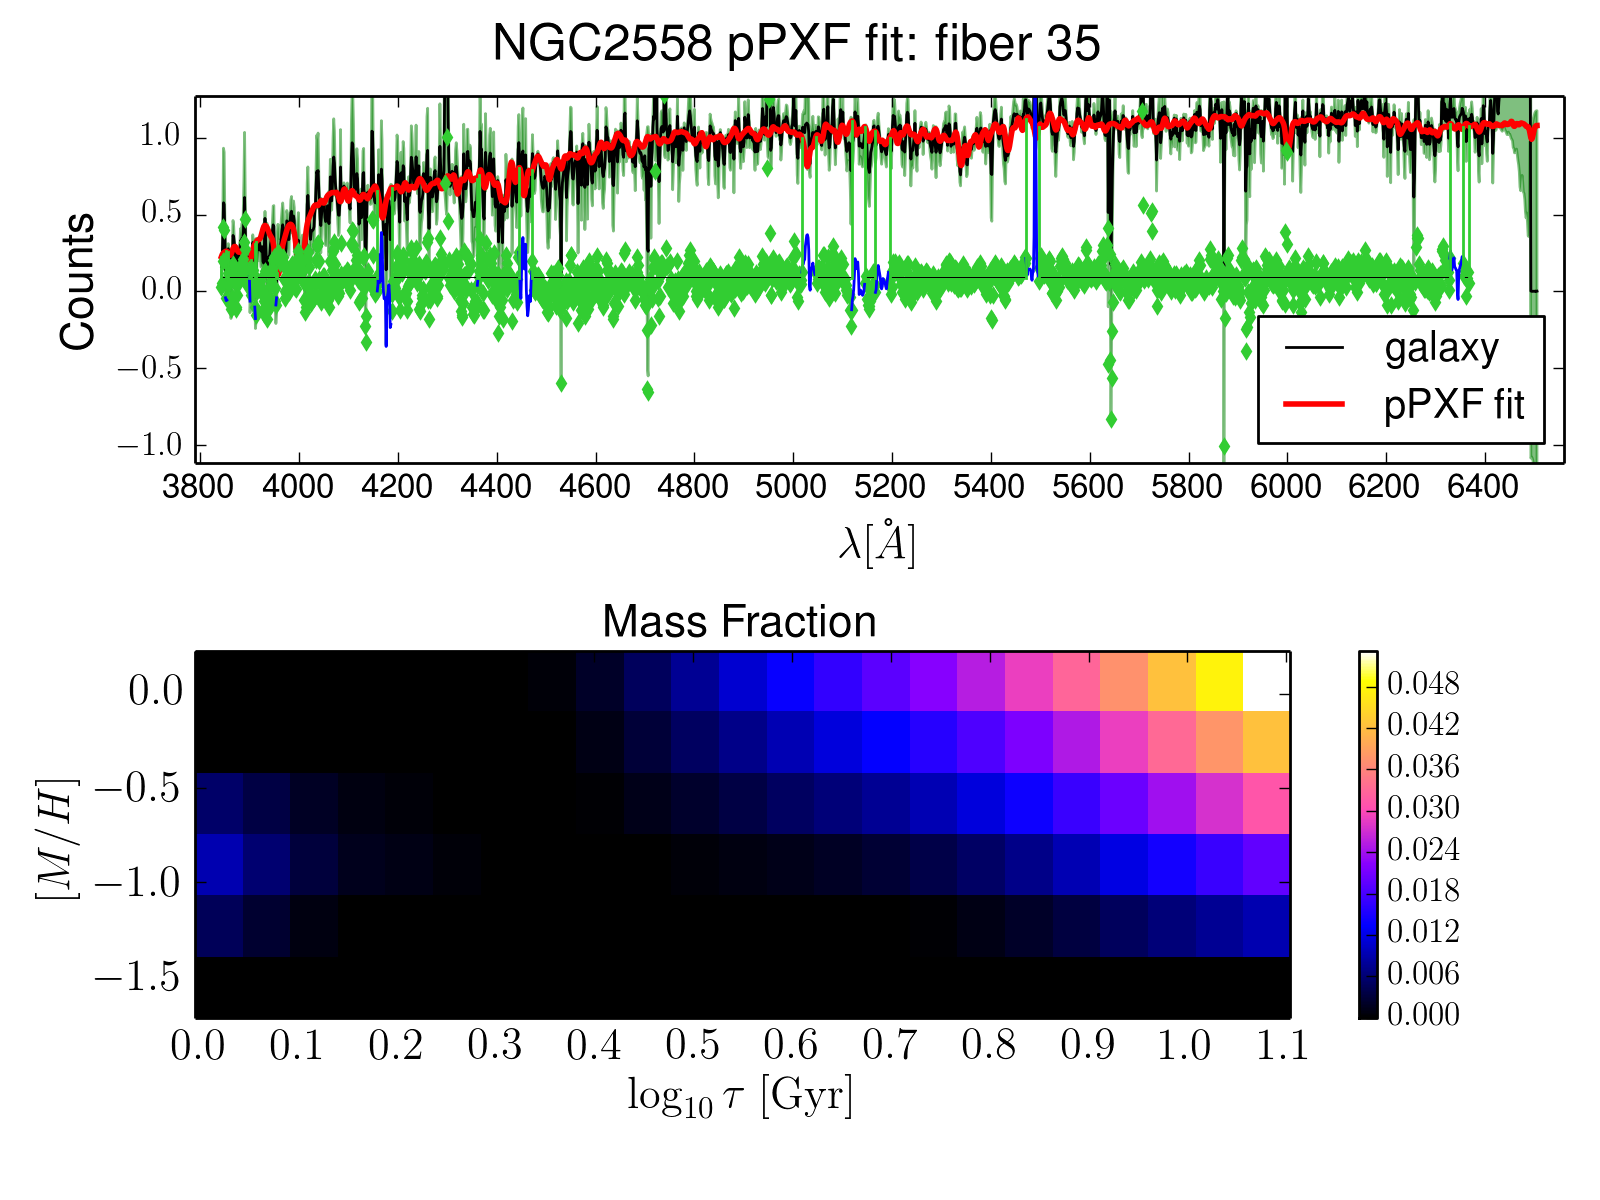 NGC2558 pPXF fit: fiber 35
1.0
0.5
0.0
−0.5
−1.0
Counts
galaxy
pPXF fit
3800 4000 4200 4400 4600 4800 5000 5200 5400 5600 5800 6000 6200 6400
λ[Å]
Mass Fraction
0.0
−0.5
−1.0
−1.5
[M/H]
0.0 0.1 0.2 0.3 0.4 0.5 0.6 0.7 0.8 0.9 1.0 1.1
log₁₀ τ [Gyr]
0.048
0.042
0.036
0.030
0.024
0.018
0.012
0.006
0.000